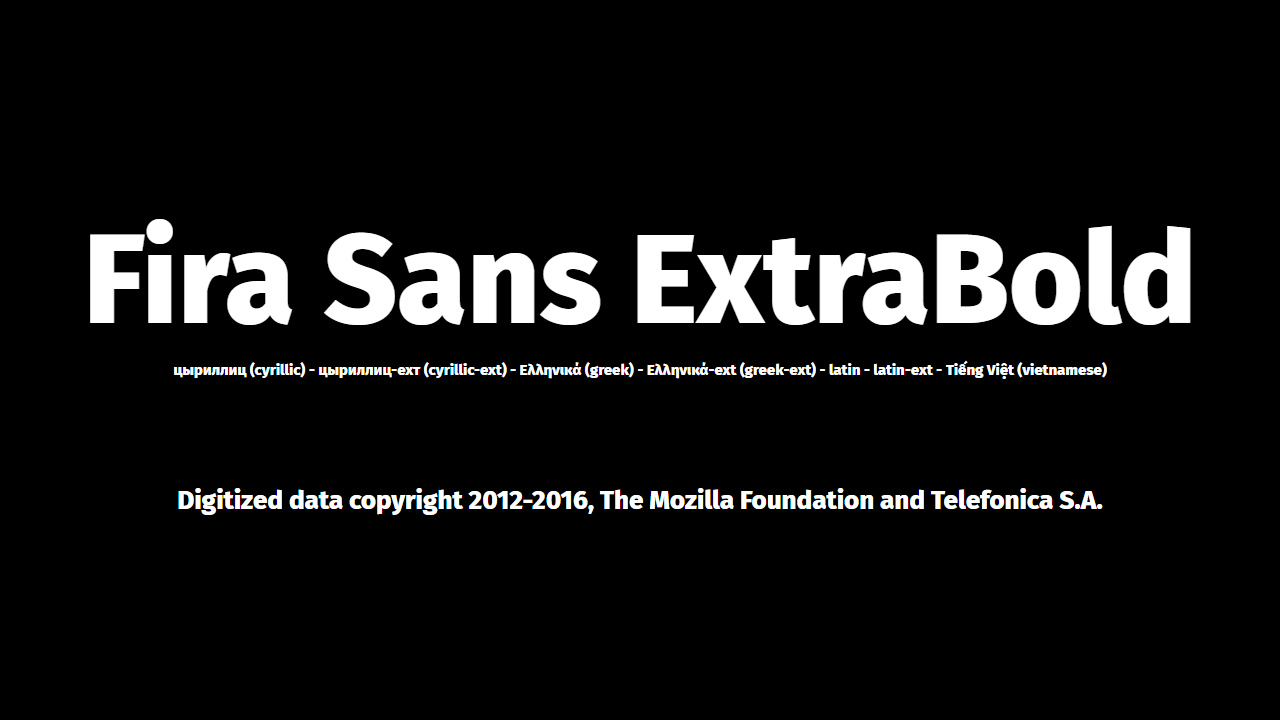 Fira Sans ExtraBold
цыриллиц (cyrillic) - цыриллиц-ехт (cyrillic-ext) - Ελληνικά (greek) - Ελληνικά-ext (greek-ext) - latin - latin-ext - Tiếng Việt (vietnamese)
Digitized data copyright 2012-2016, The Mozilla Foundation and Telefonica S.A.